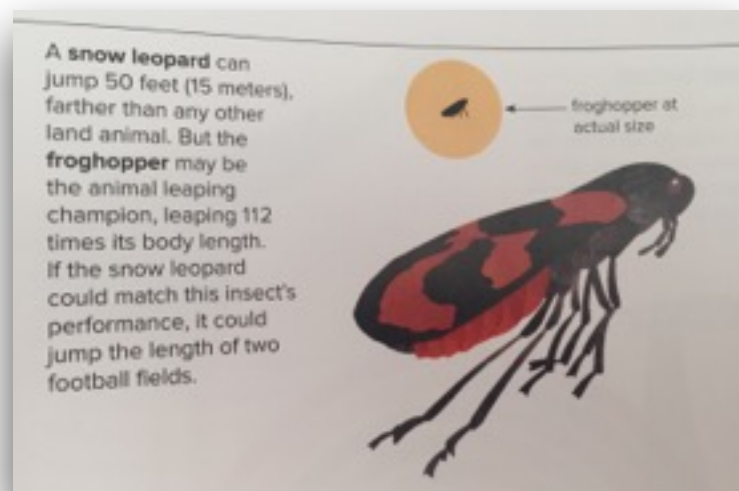 A snow leopard can
jump 50 feet (15 meters),
farther than any other
land animal. But the
froghopper may be
the animal leaping
champion, leaping 112
times its body length.
If the snow leopard
could match this insect's
performance, it could
jump the length of two
football fields.
froghopper at
actual size